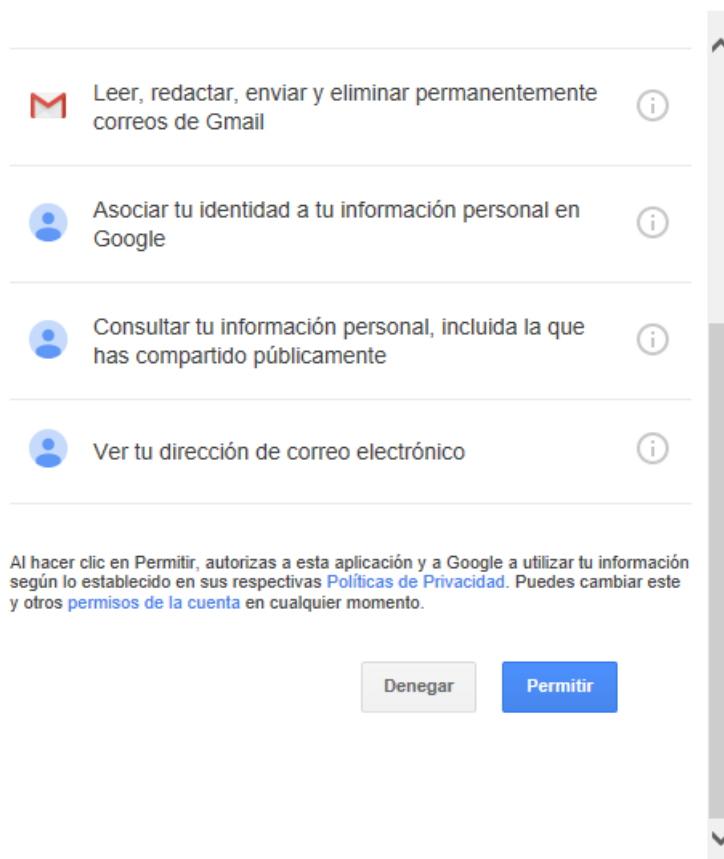 Leer, redactar, enviar y eliminar permanentemente
correos de Gmail
Asociar tu identidad a tu información personal en
Google
Consultar tu información personal, incluida la que
has compartido públicamente
Ver tu dirección de correo electrónico
Al hacer clic en Permitir, autorizas a esta aplicación y a Google a utilizar tu información
según lo establecido en sus respectivas Políticas de Privacidad. Puedes cambiar este
y otros permisos de la cuenta en cualquier momento.
Denegar Permitir